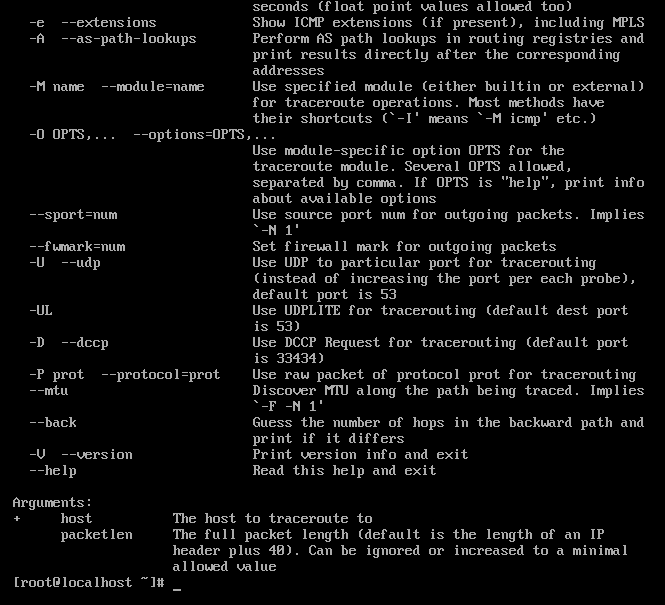 seconds (float point values allowed too)
-e  --extensions            Show ICMP extensions (if present), including MPLS
-A  --as-path-lookups       Perform AS path lookups in routing registries and
print results directly after the corresponding
addresses
-M name  --module=name      Use specified module (either builtin or external)
for traceroute operations. Most methods have
their shortcuts (`-I' means `-M icmp' etc.)
-O OPTS,...  --options=OPTS,...
Use module-specific option OPTS for the
traceroute module. Several OPTS allowed,
separated by comma. If OPTS is "help", print info
about available options
--sport=num                 Use source port num for outgoing packets. Implies
`-N 1'
--fwmark=num                Set firewall mark for outgoing packets
-U  --udp                   Use UDP to particular port for tracerouting
(instead of increasing the port per each probe),
default port is 53
-UL                         Use UDPLITE for tracerouting (default dest port
is 53)
-D  --dccp                  Use DCCP Request for tracerouting (default port
is 33434)
-P prot  --protocol=prot    Use raw packet of protocol prot for tracerouting
--mtu                       Discover MTU along the path being traced. Implies
`-F -N 1'
--back                      Guess the number of hops in the backward path and
print if it differs
-V  --version               Print version info and exit
--help                      Read this help and exit
Arguments:
+     host          The host to traceroute to
packetlen     The full packet length (default is the length of an IP
header plus 40). Can be ignored or increased to a minimal
allowed value
[root@localhost ~]# _